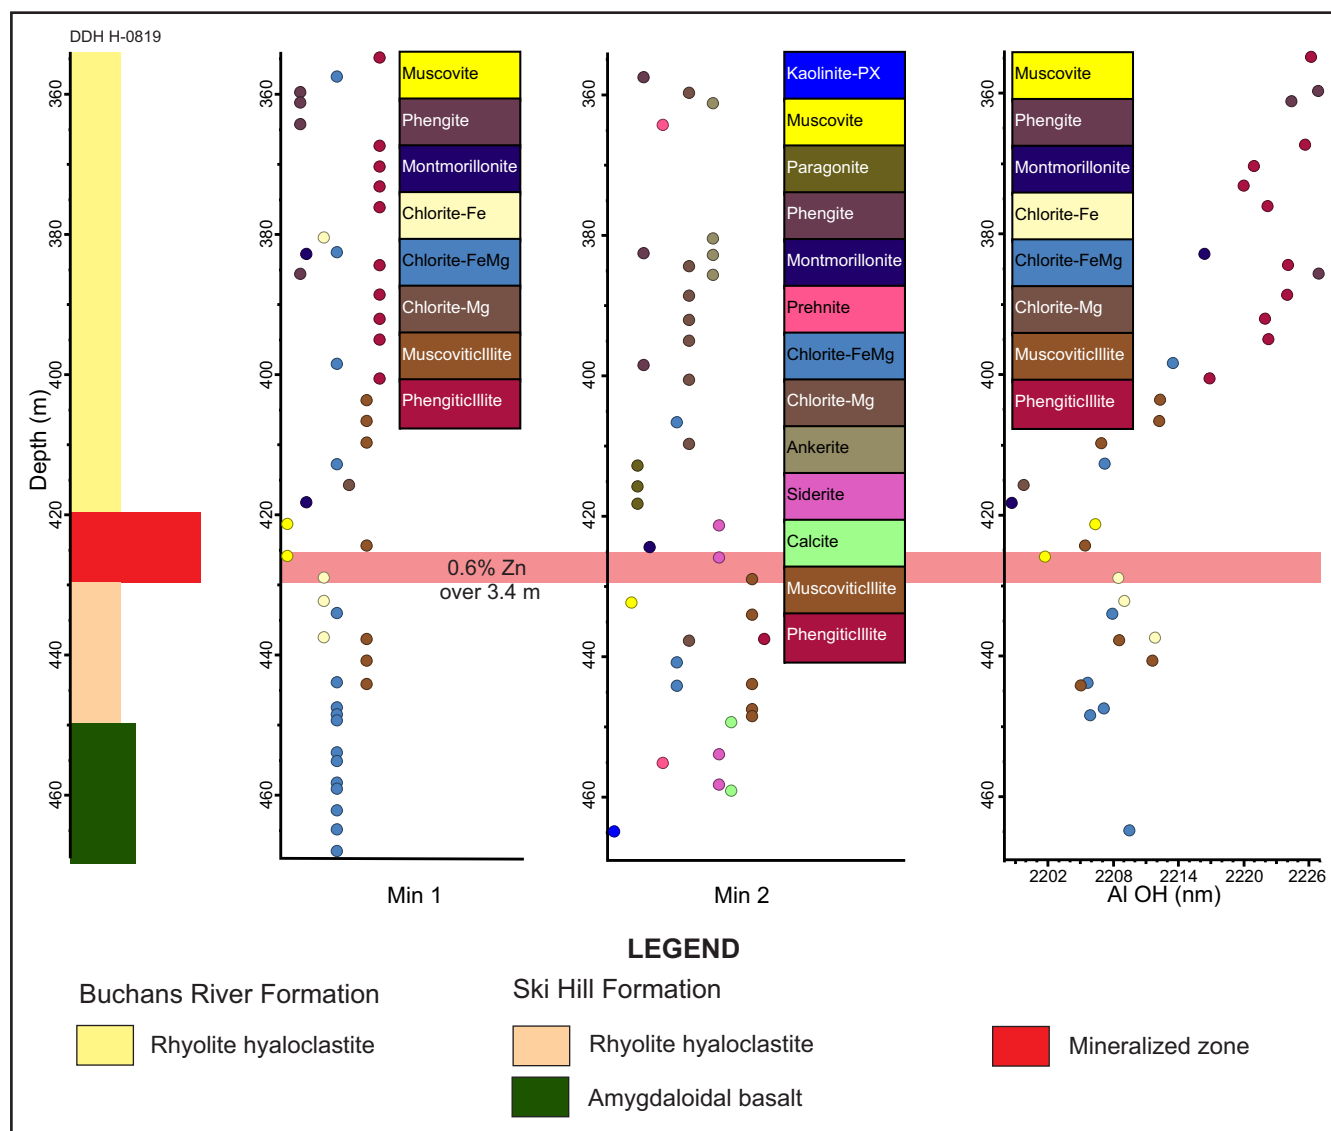 DDH H-0819
Depth (m)
360
380
400
420
440
460
360
380
400
420
440
460
Muscovite
Phengite
Montmorillonite
Chlorite-Fe
Chlorite-FeMg
Chlorite-Mg
MuscoviticIllite
PhengiticIllite
0.6% Zn
over 3.4 m
Min 1
360
380
400
420
440
460
Kaolinite-PX
Muscovite
Paragonite
Phengite
Montmorillonite
Prehnite
Chlorite-FeMg
Chlorite-Mg
Ankerite
Siderite
Calcite
MuscoviticIllite
PhengiticIllite
Min 2
360
380
400
420
440
460
Muscovite
Phengite
Montmorillonite
Chlorite-Fe
Chlorite-FeMg
Chlorite-Mg
MuscoviticIllite
PhengiticIllite
2202 2208 2214 2220 2226
Al OH (nm)
LEGEND
Buchans River Formation
Rhyolite hyaloclastite
Ski Hill Formation
Rhyolite hyaloclastite
Amygdaloidal basalt
Mineralized zone